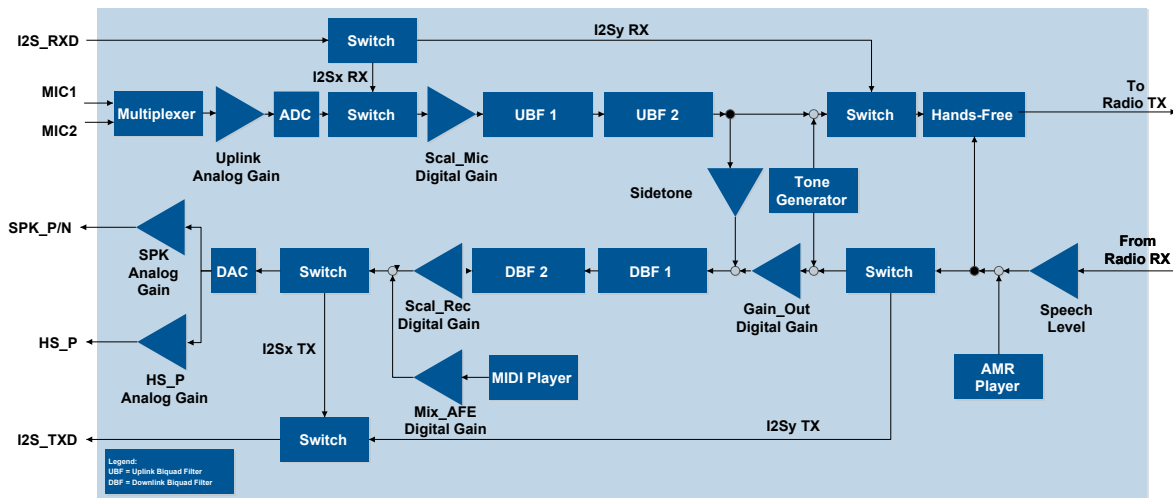 I2S_RXD
Switch
I2Sy RX
I2Sx RX
MIC1
MIC2
Multiplexer
ADC
Switch
UBF 1
UBF 2
Switch
Hands-Free
To
Radio TX
Uplink
Analog Gain
Scal_Mic
Digital Gain
Sidetone
Tone
Generator
SPK_P/N
SPK
Analog
Gain
DAC
Switch
Scal_Rec
Digital Gain
DBF 2
DBF 1
Gain_Out
Digital Gain
Switch
Speech
Level
From
Radio RX
HS_P
HS_P
Analog Gain
I2Sx TX
Mix_AFE
Digital Gain
MIDI Player
AMR
Player
I2S_TXD
Switch
I2Sy TX
Legend:
UBF = Uplink Biquad Filter
DBF = Downlink Biquad Filter